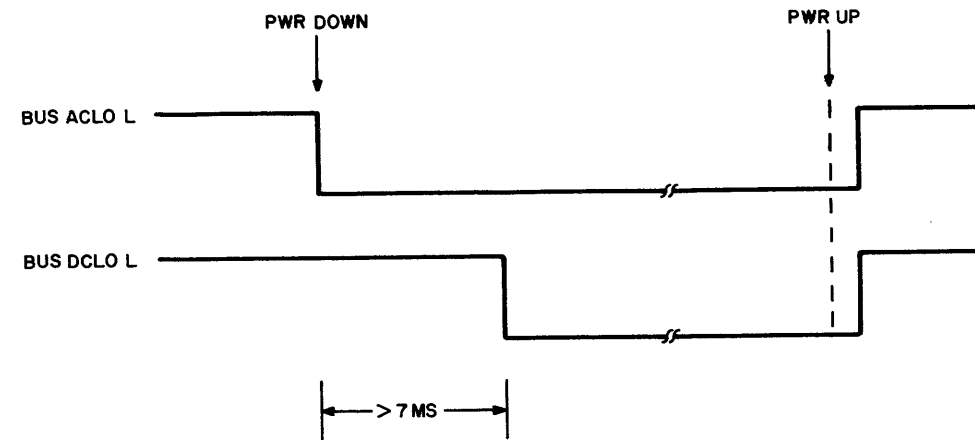 PWR DOWN
PWR UP
BUS ACLO L
BUS DCLO L
> 7 MS